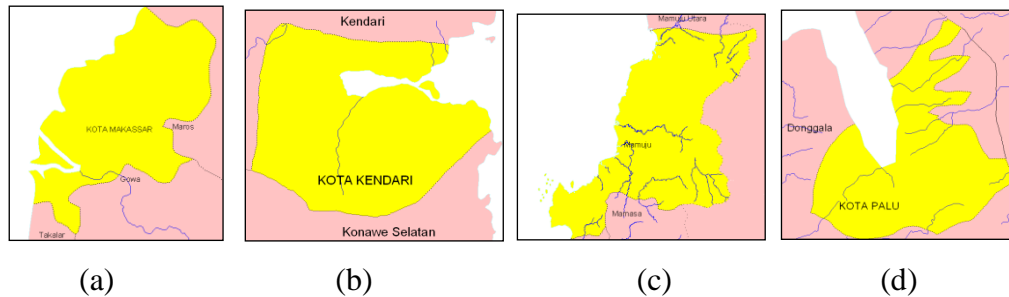 KOTA MAKASSAR
Maros
Gowa
Takalar
Kendari
KOTA KENDARI
Konawe Selatan
Mamuju Utara
Mamuju
Mamasa
Donggala
KOTA PALU
(a) (b) (c) (d)